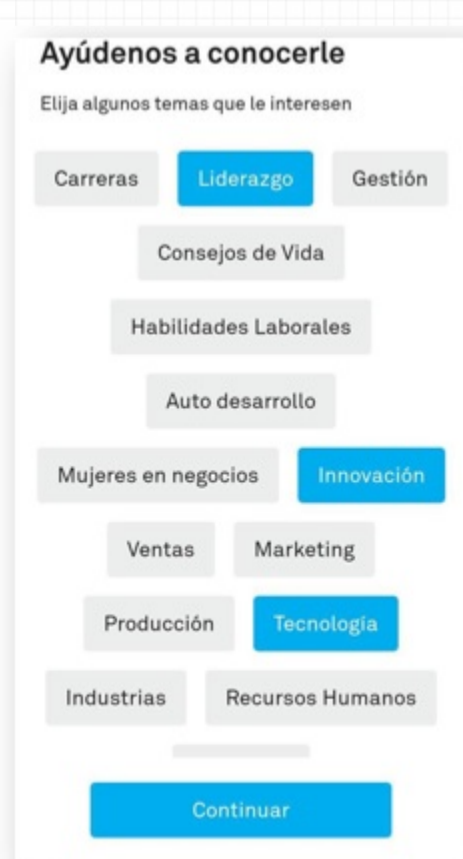 Ayúdenos a conocerle
Elija algunos temas que le interesen
Carreras Liderazgo Gestión
Consejos de Vida
Habilidades Laborales
Auto desarrollo
Mujeres en negocios Innovación
Ventas Marketing
Producción Tecnología
Industrias Recursos Humanos
Continuar